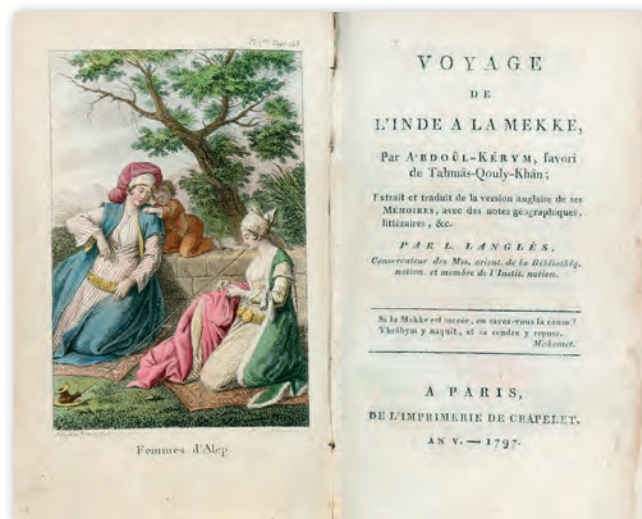 Femmes d'Alep.
VOYAGE
DE
L'INDE A LA MEKKE,
Par A'BDOÛL-KÉRYM, favori
de Tahmâs-Qouly-Khân;
Extrait et traduit de la version anglaise de ses
MÉMOIRES, avec des notes géographiques,
littéraires, &c.
PAR L. LANGLÈS,
Conservateur des Mss. orient. de la Bibliothèq.
nation. et membre de l'Instit. nation.
Si la Mekke est sacrée, en savez-vous la cause?
Ybrâhym y naquit, et sa cendre y repose.
Mahomet.
A PARIS,
DE L'IMPRIMERIE DE CRAPELET.
AN V. — 1797.